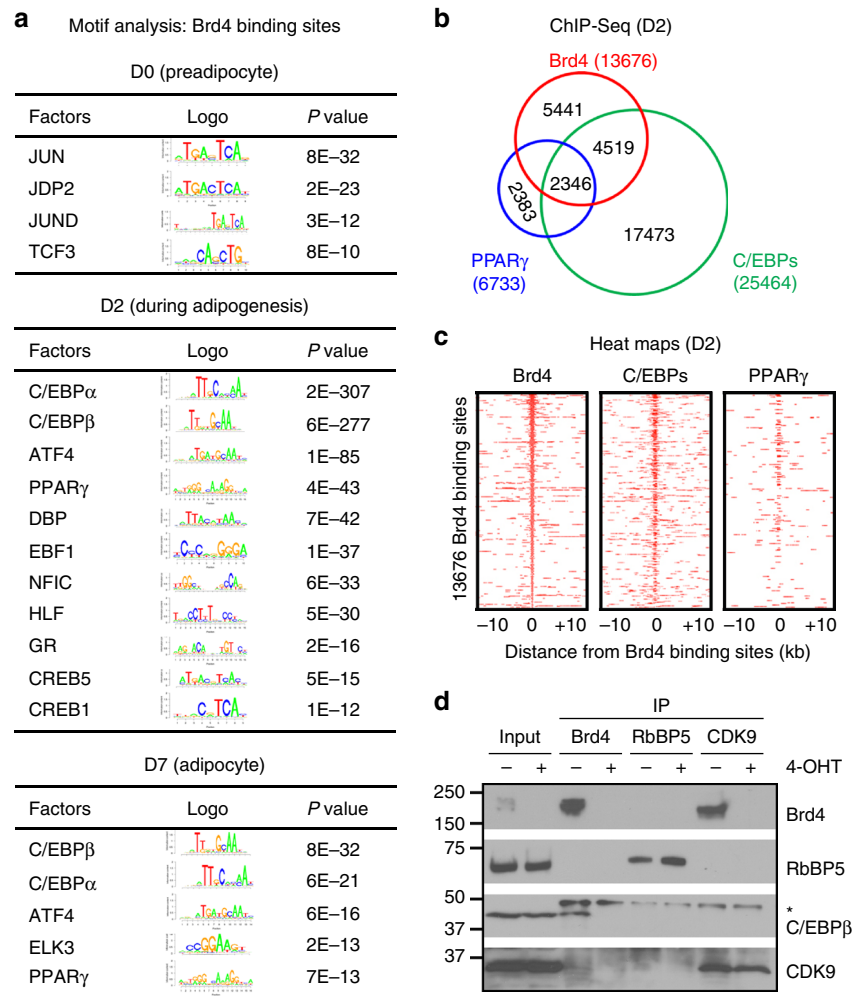 a
Motif analysis: Brd4 binding sites
D0 (preadipocyte)
Factors Logo P value
JUN 8E–32
JDP2 2E–23
JUND 3E–12
TCF3 8E–10
D2 (during adipogenesis)
Factors Logo P value
C/EBPα 2E–307
C/EBPβ 6E–277
ATF4 1E–85
PPARγ 4E–43
DBP 7E–42
EBF1 1E–37
NFIC 6E–33
HLF 5E–30
GR 2E–16
CREB5 5E–15
CREB1 1E–12
D7 (adipocyte)
Factors Logo P value
C/EBPβ 8E–32
C/EBPα 6E–21
ATF4 6E–16
ELK3 2E–13
PPARγ 7E–13
b
ChIP-Seq (D2)
Brd4 (13676)
5441
4519
2346
2383
17473
PPARγ
(6733)
C/EBPs
(25464)
c
Heat maps (D2)
Brd4 C/EBPs PPARγ
13676 Brd4 binding sites
–10 0 +10 –10 0 +10 –10 0 +10
Distance from Brd4 binding sites (kb)
d
IP
Input Brd4 RbBP5 CDK9
– + – + – + – + 4-OHT
250
150
Brd4
75
RbBP5
50
*
37
C/EBPβ
37
CDK9